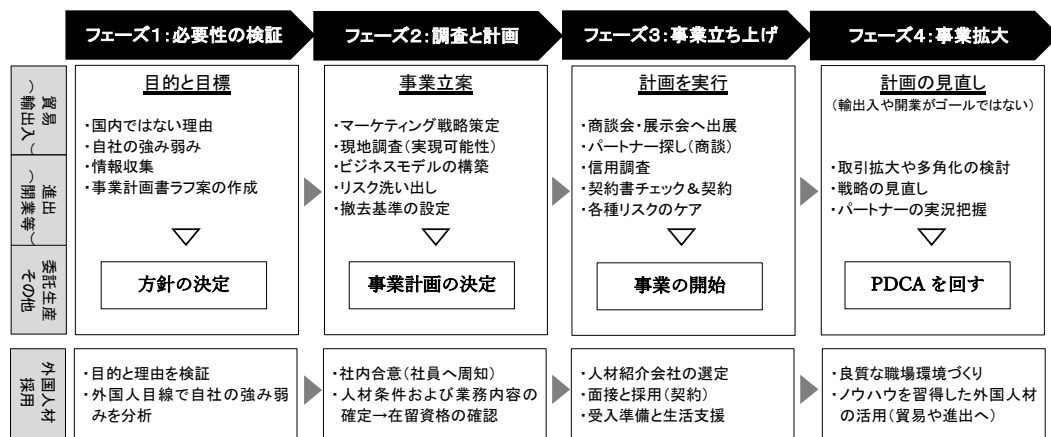 フェーズ1:必要性の検証
フェーズ2:調査と計画
フェーズ3:事業立ち上げ
フェーズ4:事業拡大
貿易
(輸出入)
進出
(開業等)
委託生産
その他
目的と目標
・国内ではない理由
・自社の強み弱み
・情報収集
・事業計画書ラフ案の作成
方針の決定
事業立案
・マーケティング戦略策定
・現地調査(実現可能性)
・ビジネスモデルの構築
・リスク洗い出し
・撤去基準の設定
事業計画の決定
計画を実行
・商談会・展示会へ出展
・パートナー探し(商談)
・信用調査
・契約書チェック&契約
・各種リスクのケア
事業の開始
計画の見直し
(輸出入や開業がゴールではない)
・取引拡大や多角化の検討
・戦略の見直し
・パートナーの実況把握
PDCA を回す
外国人材
採用
・目的と理由を検証
・外国人目線で自社の強み弱
みを分析
・社内合意(社員へ周知)
・人材条件および業務内容の
確定→在留資格の確認
・人材紹介会社の選定
・面接と採用(契約)
・受入準備と生活支援
・良質な職場環境づくり
・ノウハウを習得した外国人材
の活用(貿易や進出へ)